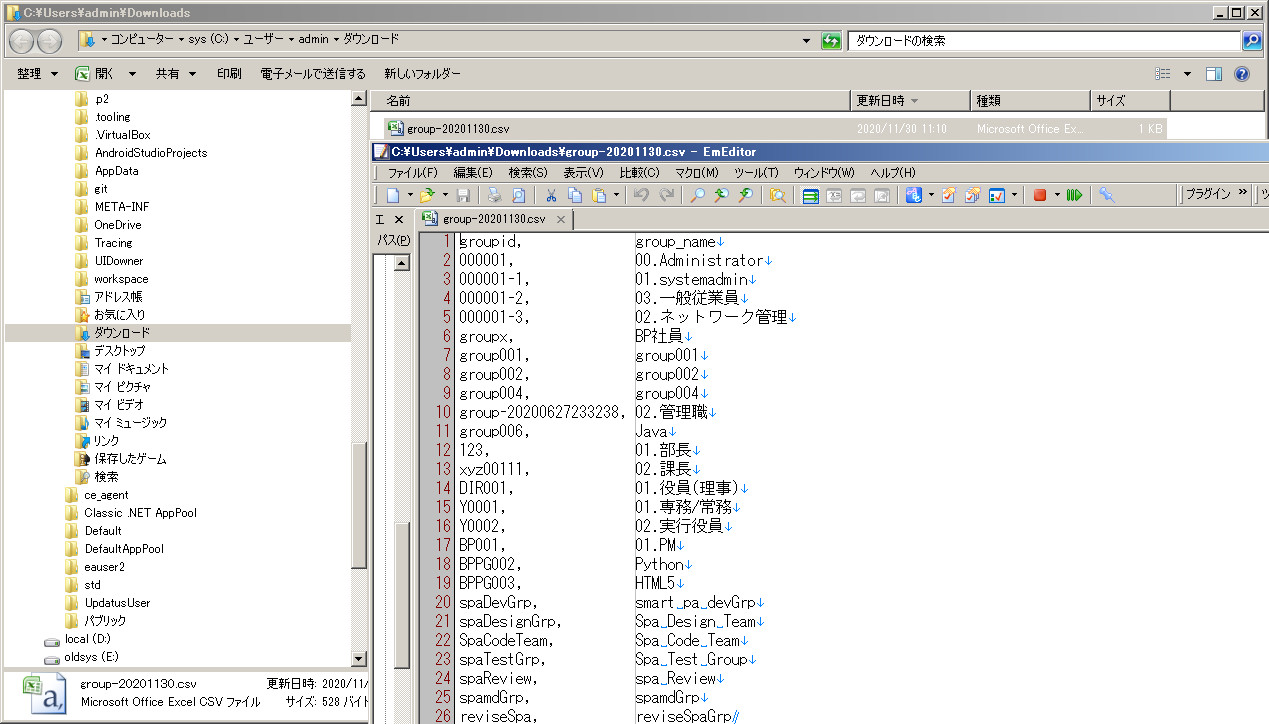 C:¥Users¥admin¥Downloads
コンピューター sys (C:) ユーザー admin ダウンロード
ダウンロードの検索
整理 開く 共有 印刷 電子メールで送信する 新しいフォルダー
名前 更新日時 種類 サイズ
group-20201130.csv 2020/11/30 11:10 Microsoft Office Ex... 1 KB
.p2
.tooling
.VirtualBox
AndroidStudioProjects
AppData
git
META-INF
OneDrive
Tracing
UIDowner
workspace
アドレス帳
お気に入り
ダウンロード
デスクトップ
マイ ドキュメント
マイ ピクチャ
マイ ビデオ
マイ ミュージック
リンク
保存したゲーム
検索
ce_agent
Classic .NET AppPool
Default
DefaultAppPool
eauser2
std
UpdatusUser
パブリック
local (D:)
oldsys (E:)
group-20201130.csv 更新日時: 2020/11/
Microsoft Office Excel CSV ファイル サイズ: 528 バイト
C:¥Users¥admin¥Downloads¥group-20201130.csv - EmEditor
ファイル(F) 編集(E) 検索(S) 表示(V) 比較(C) マクロ(M) ツール(T) ウィンドウ(W) ヘルプ(H)
プラグイン » ツ
エ × group-20201130.csv ×
パス(P)
1 groupid, group_name↓
2 000001, 00.Administrator↓
3 000001-1, 01.systemadmin↓
4 000001-2, 03.一般従業員↓
5 000001-3, 02.ネットワーク管理↓
6 groupx, BP社員↓
7 group001, group001↓
8 group002, group002↓
9 group004, group004↓
10 group-20200627233238, 02.管理職↓
11 group006, Java↓
12 123, 01.部長↓
13 xyz00111, 02.課長↓
14 DIR001, 01.役員(理事)↓
15 Y0001, 01.専務/常務↓
16 Y0002, 02.実行役員↓
17 BP001, 01.PM↓
18 BPPG002, Python↓
19 BPPG003, HTML5↓
20 spaDevGrp, smart_pa_devGrp↓
21 spaDesignGrp, Spa_Design_Team↓
22 SpaCodeTeam, Spa_Code_Team↓
23 spaTestGrp, Spa_Test_Group↓
24 spaReview, spa_Review↓
25 spamdGrp, spamdGrp↓
26 reviseSpa, reviseSpaGrp